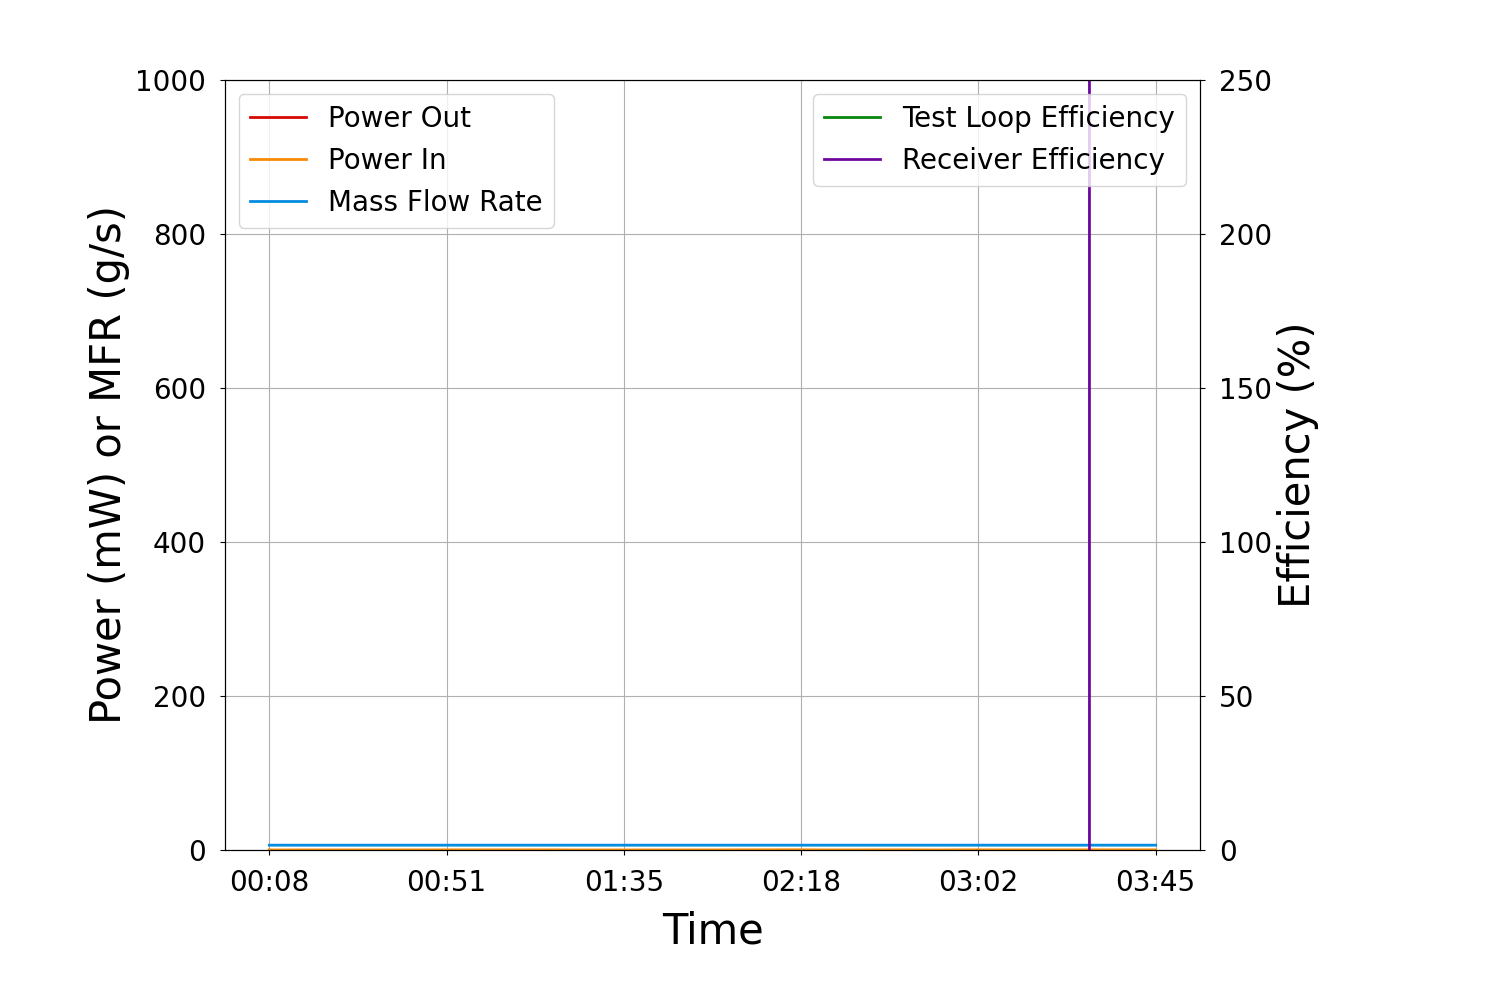 Power (mW) or MFR (g/s)
1000
800
600
400
200
0
Power Out
Power In
Mass Flow Rate
Test Loop Efficiency
Receiver Efficiency
250
200
150
100
50
0
Efficiency (%)
00:08 00:51 01:35 02:18 03:02 03:45
Time